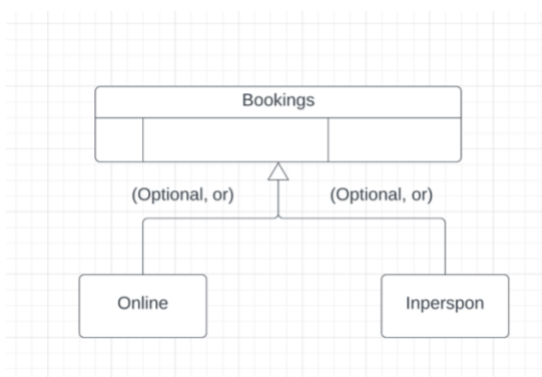 Bookings
(Optional, or) (Optional, or)
Online Inperspon